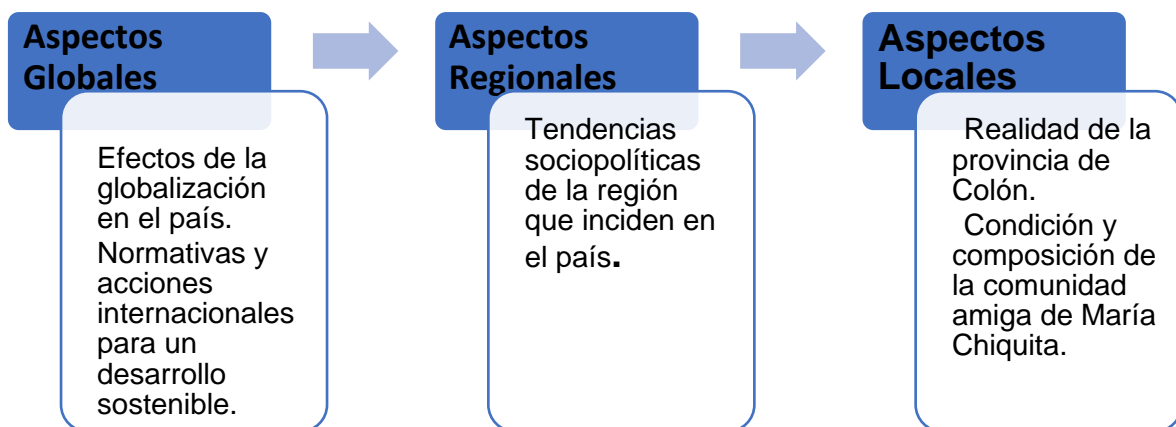 Aspectos
Globales
Efectos de la
globalización
en el país.
Normativas y
acciones
internacionales
para un
desarrollo
sostenible.
Aspectos
Regionales
Tendencias
sociopolíticas
de la región
que inciden en
el país.
Aspectos
Locales
Realidad de la
provincia de
Colón.
Condición y
composición de
la comunidad
amiga de María
Chiquita.